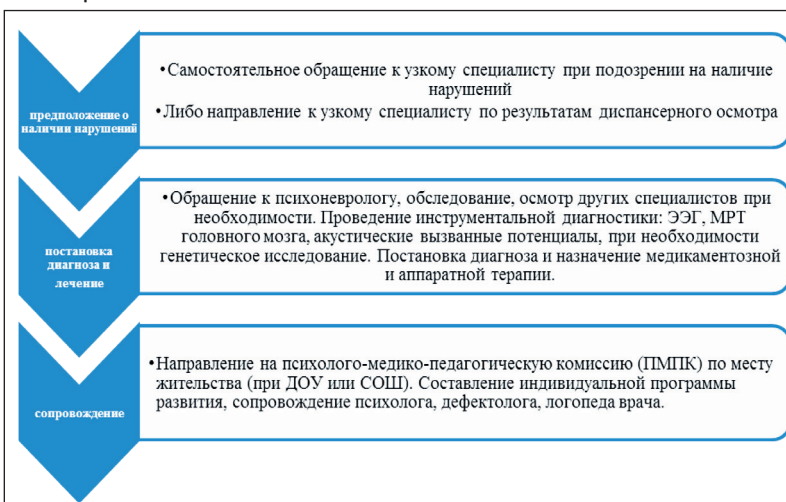 предположение о
наличии нарушений
•Самостоятельное обращение к узкому специалисту при подозрении на наличие
нарушений
•Либо направление к узкому специалисту по результатам диспансерного осмотра
постановка
диагноза и
лечение
•Обращение к психоневрологу, обследование, осмотр других специалистов при
необходимости. Проведение инструментальной диагностики: ЭЭГ, МРТ
головного мозга, акустические вызванные потенциалы, при необходимости
генетическое исследование. Постановка диагноза и назначение медикаментозной
и аппаратной терапии.
сопровождение
•Направление на психолого-медико-педагогическую комиссию (ПМПК) по месту
жительства (при ДОУ или СОШ). Составление индивидуальной программы
развития, сопровождение психолога, дефектолога, логопеда врача.